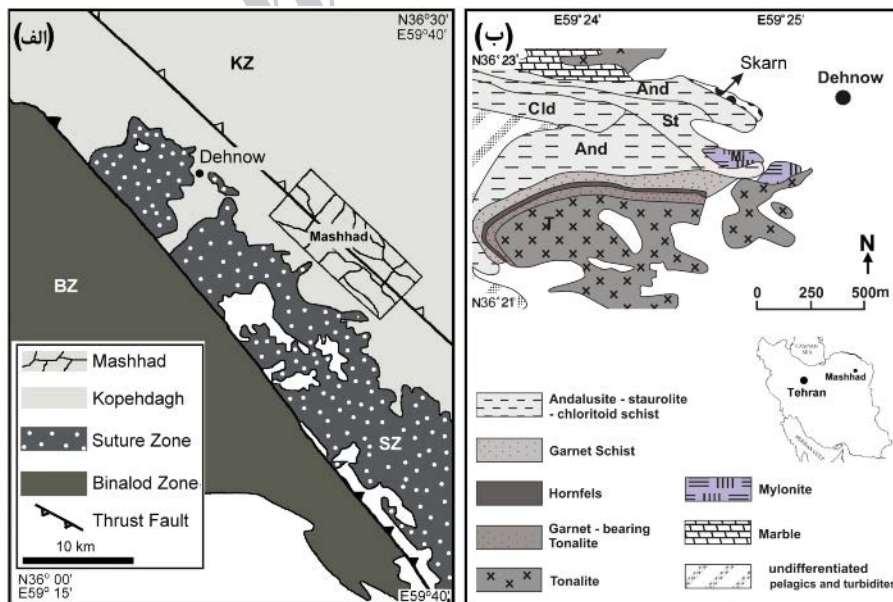 (الف)
N36°30'
E59°40'
KZ
Dehnow
Mashhad
BZ
SZ
Mashhad
Kopehdagh
Suture Zone
Binalod Zone
Thrust Fault
10 km
N36° 00'
E59° 15'
E59°40'
(ب)
E59°24'
E59°25'
N36°23'
Skarn
Dehnow
And
Cld
St
And
M
T
N36°21'
N
0 250 500m
Mashhad
Tehran
Andalusite - staurolite
- chloritoid schist
Garnet Schist
Hornfels
Garnet - bearing
Tonalite
Tonalite
Mylonite
Marble
undifferentiated
pelagics and turbidites